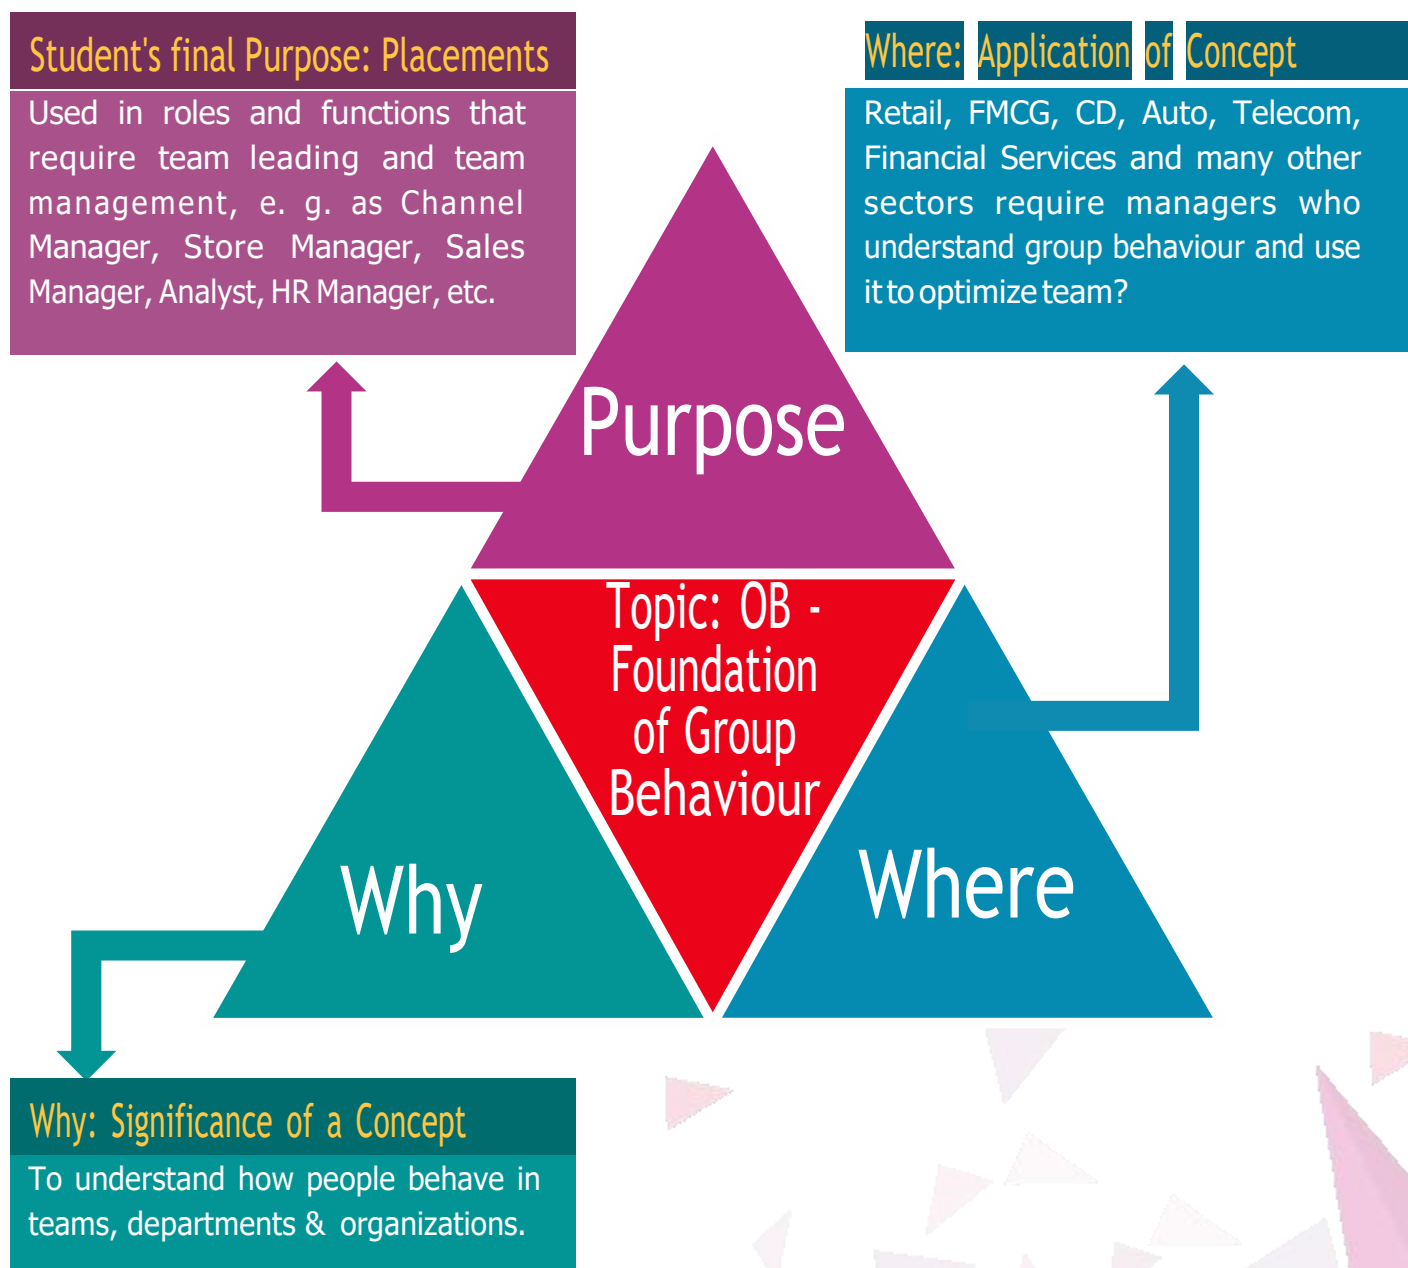 Student's final Purpose: Placements
Used in roles and functions that
require team leading and team
management, e. g. as Channel
Manager, Store Manager, Sales
Manager, Analyst, HR Manager, etc.
Where: Application of Concept
Retail, FMCG, CD, Auto, Telecom,
Financial Services and many other
sectors require managers who
understand group behaviour and use
it to optimize team?
Purpose
Topic: OB -
Foundation
of Group
Behaviour
Why
Where
Why: Significance of a Concept
To understand how people behave in
teams, departments & organizations.